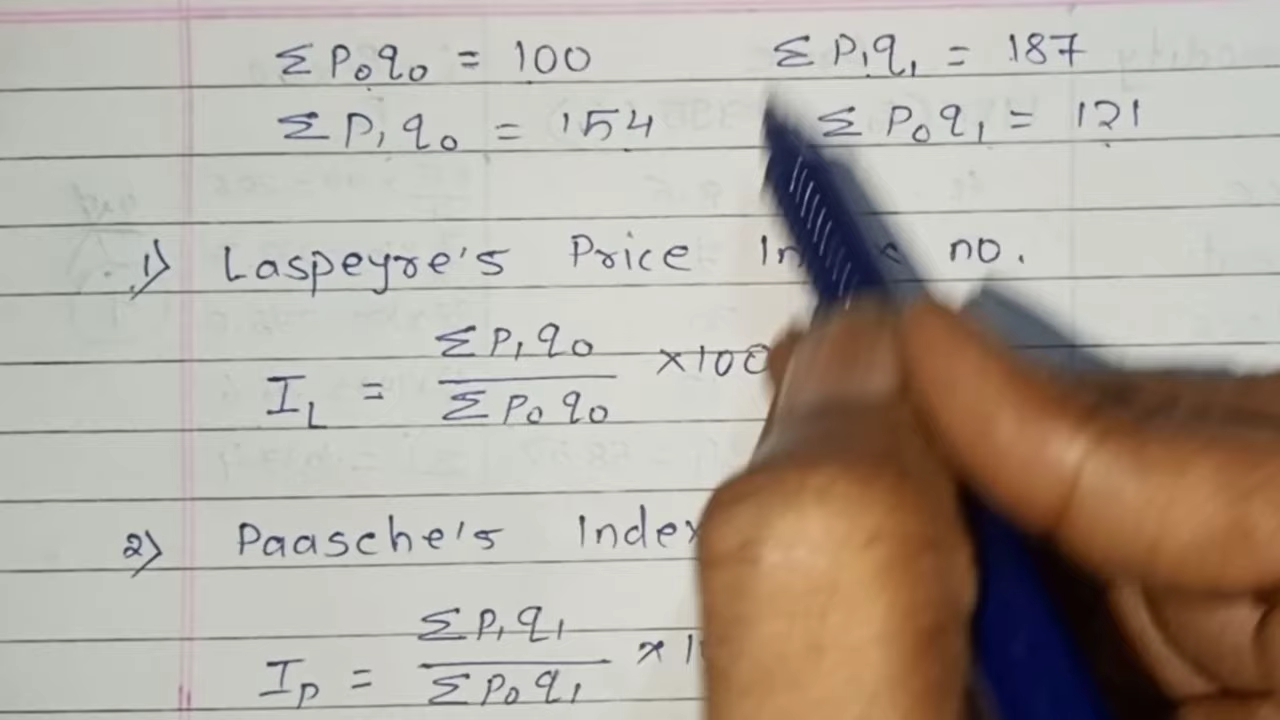 Σ P₀q₀ = 100 Σ P₁q₁ = 187
Σ P₁q₀ = 154 Σ P₀q₁ = 121
1) Laspeyre's Price no.
I_L = Σ P₁q₀ / Σ P₀q₀ ×100
2) Paasche's Index
I_P = Σ P₁q₁ / Σ P₀q₁ ×